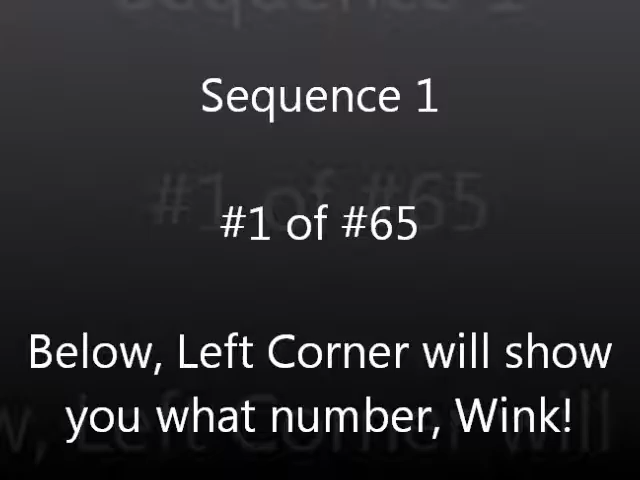 Sequence 1
#1 of #65
Below, Left Corner will show
you what number, Wink!